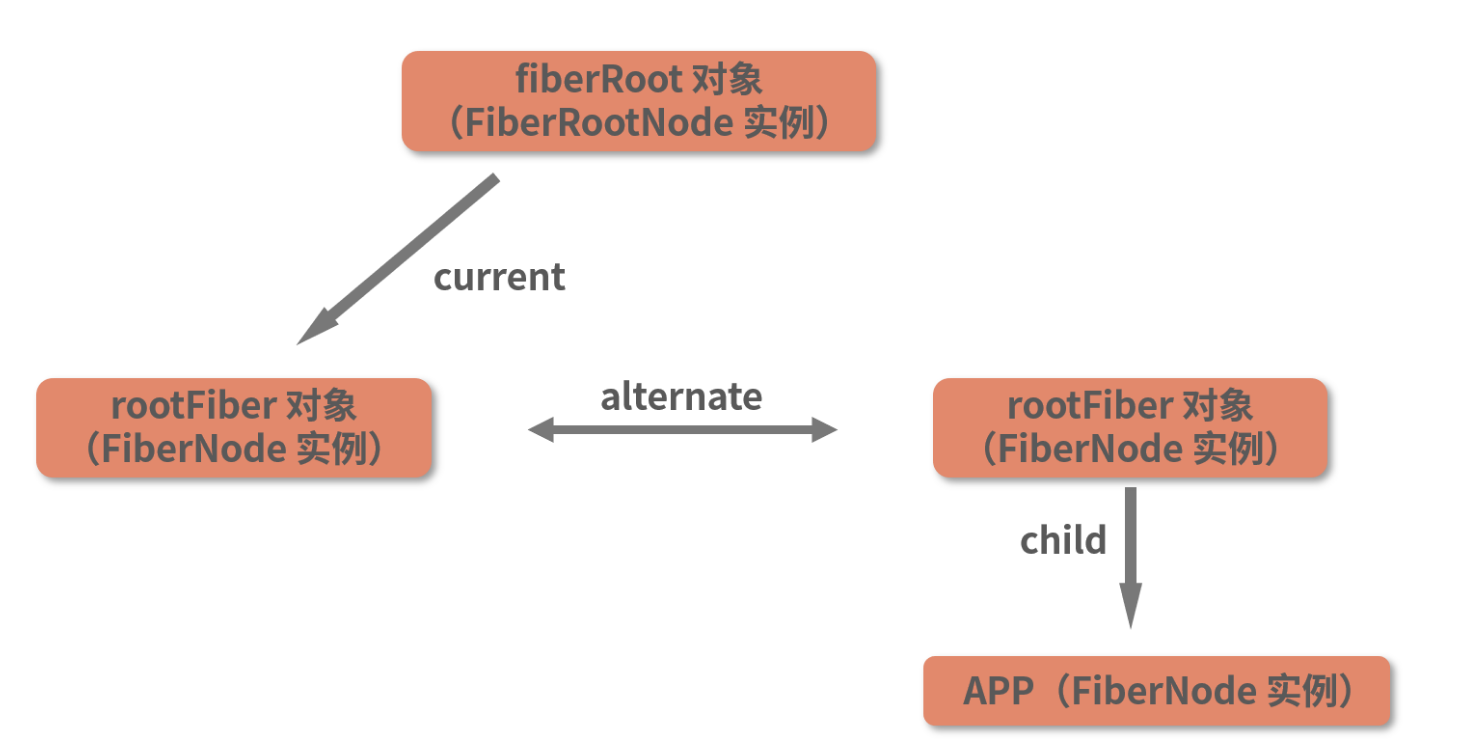 fiberRoot 对象
（FiberRootNode 实例）
current
rootFiber 对象
（FiberNode 实例）
alternate
rootFiber 对象
（FiberNode 实例）
child
APP（FiberNode 实例）